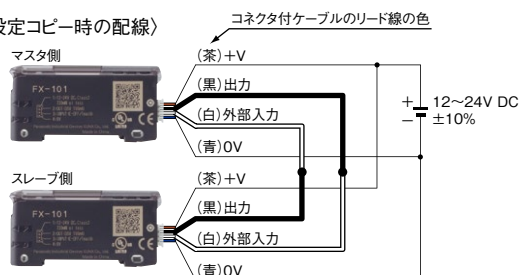 設定コピー時の配線〉
コネクタ付ケーブルのリード線の色
マスタ側
(茶)+V
(黒)出力
(白)外部入力
(青)0V
FX-101
+
−
12〜24V DC
±10%
スレーブ側
(茶)+V
(黒)出力
(白)外部入力
(青)0V
FX-101